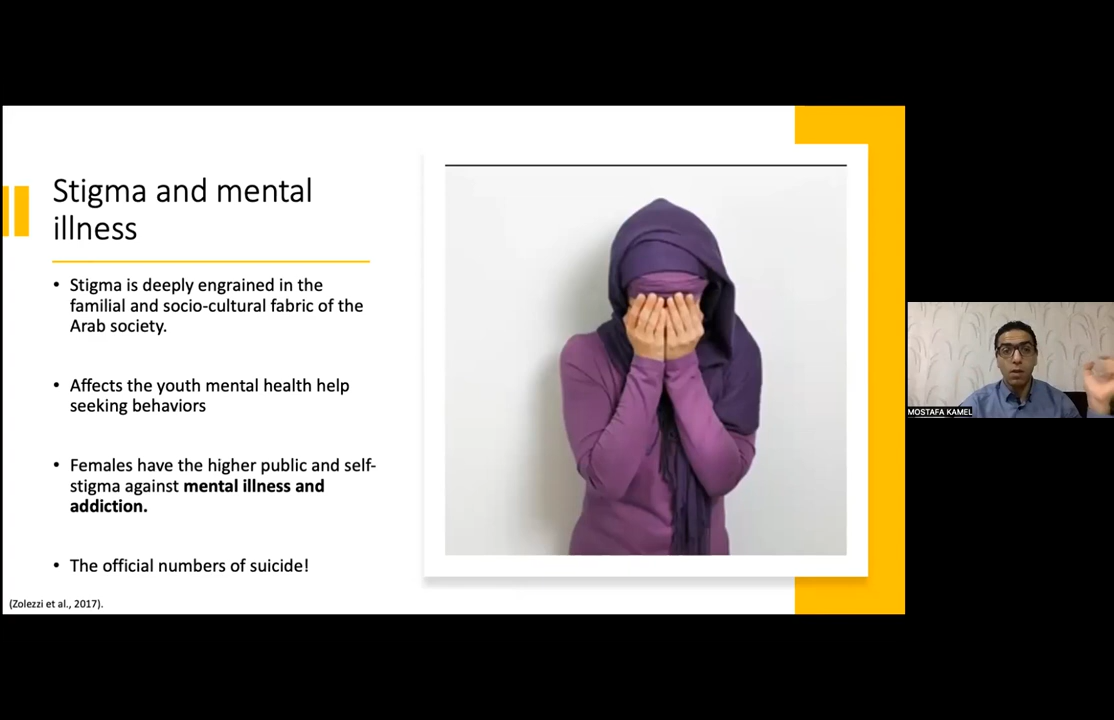 Stigma and mental
illness
• Stigma is deeply engrained in the
familial and socio-cultural fabric of the
Arab society.
• Affects the youth mental health help
seeking behaviors
• Females have the higher public and self-
stigma against mental illness and
addiction.
• The official numbers of suicide!
(Zolezzi et al., 2017).
MOSTAFA KAMEL